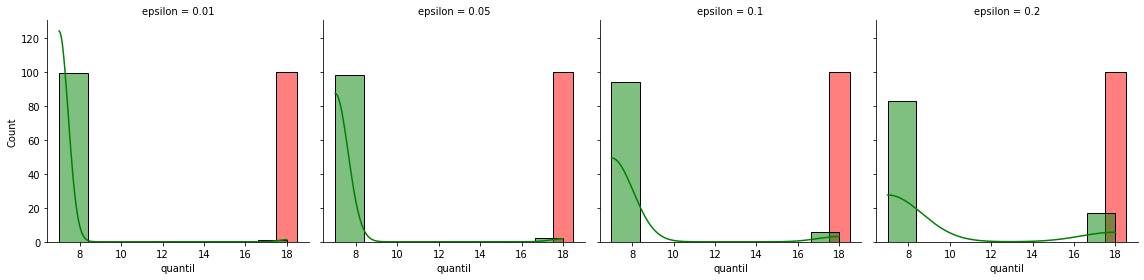 epsilon = 0.01
epsilon = 0.05
epsilon = 0.1
epsilon = 0.2
Count
120
100
80
60
40
20
0
8 10 12 14 16 18
8 10 12 14 16 18
8 10 12 14 16 18
8 10 12 14 16 18
quantil
quantil
quantil
quantil